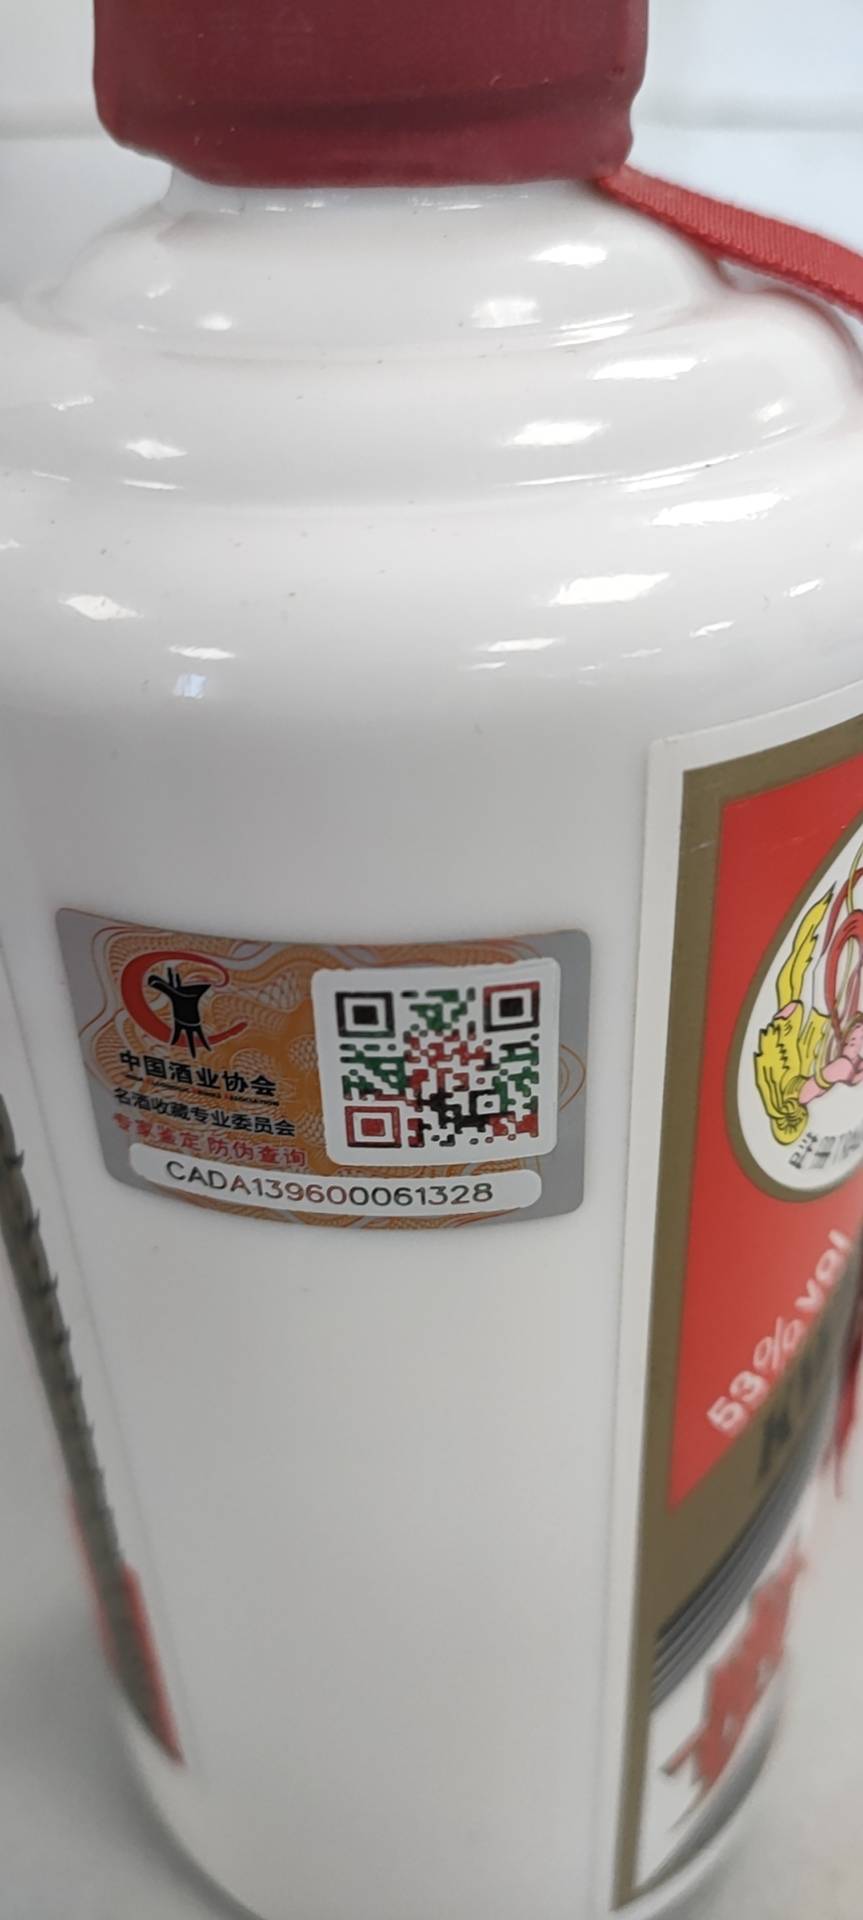 中国酒业协会
名酒收藏专业委员会
专家鉴定 防伪查询
CADA139600061328
53% vol